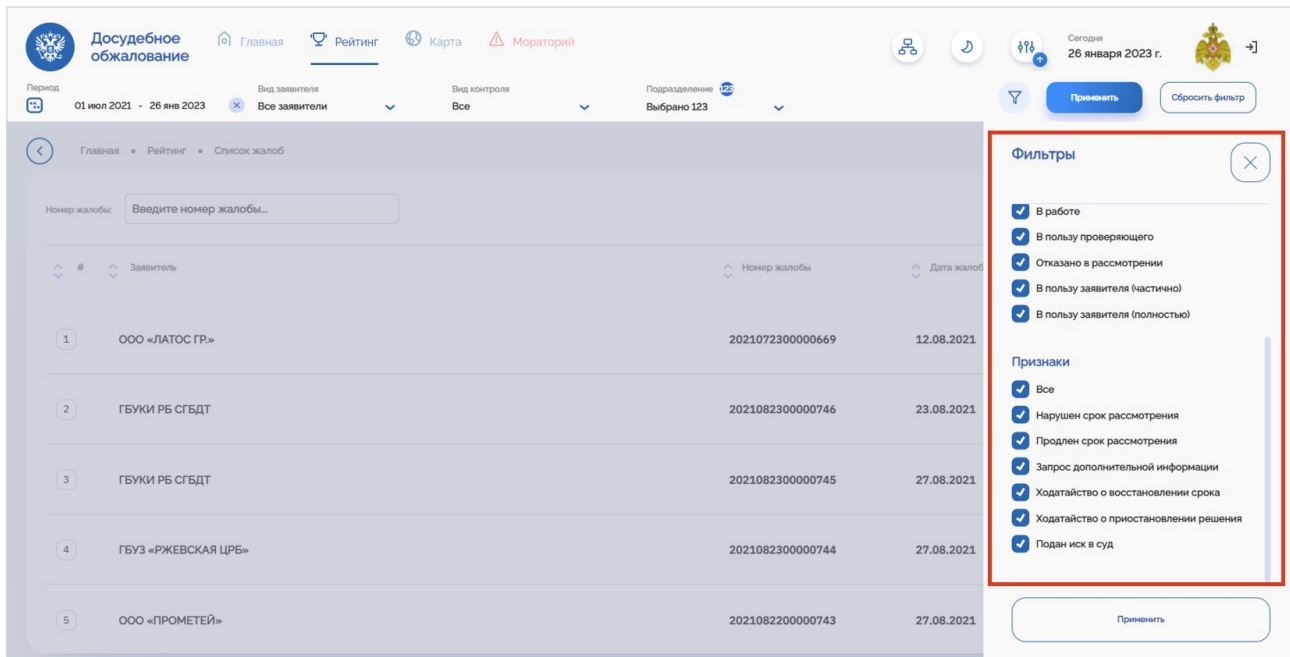 Досудебное
обжалование
Главная
Рейтинг
Карта
Мораторий
Сегодня
26 января 2023 г.
Период
01 июл 2021 - 26 янв 2023
Вид заявителя
Все заявители
Вид контроля
Все
Подразделение 123
Выбрано 123
Применить
Сбросить фильтр
Главная • Рейтинг • Список жалоб
Номер жалобы: Введите номер жалобы...
# Заявитель Номер жалобы Дата жалоб
1 ООО «ЛАТОС ГР.» 2021072300000669 12.08.2021
2 ГБУКИ РБ СГБДТ 2021082300000746 23.08.2021
3 ГБУКИ РБ СГБДТ 2021082300000745 27.08.2021
4 ГБУЗ «РЖЕВСКАЯ ЦРБ» 2021082300000744 27.08.2021
5 ООО «ПРОМЕТЕЙ» 2021082200000743 27.08.2021
Фильтры
В работе
В пользу проверяющего
Отказано в рассмотрении
В пользу заявителя (частично)
В пользу заявителя (полностью)
Признаки
Все
Нарушен срок рассмотрения
Продлен срок рассмотрения
Запрос дополнительной информации
Ходатайство о восстановлении срока
Ходатайство о приостановлении решения
Подан иск в суд
Применить